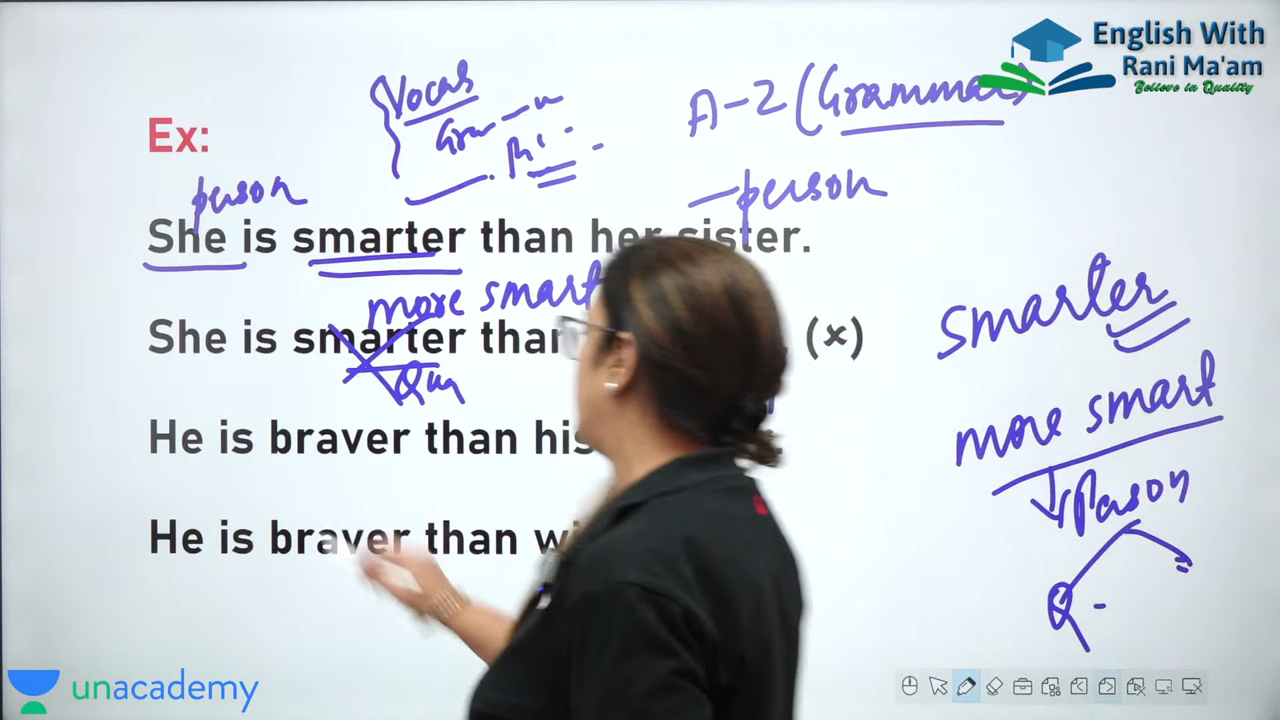 English With
Rani Ma'am
Believe in Quality
Vocab
A-Z (Grammar)
Ex:
person
person
She is smarter than her sister.
more smart
smarter
She is smarter than
(×)
more smart
He is braver than his
Person
He is braver than
Q -
unacademy